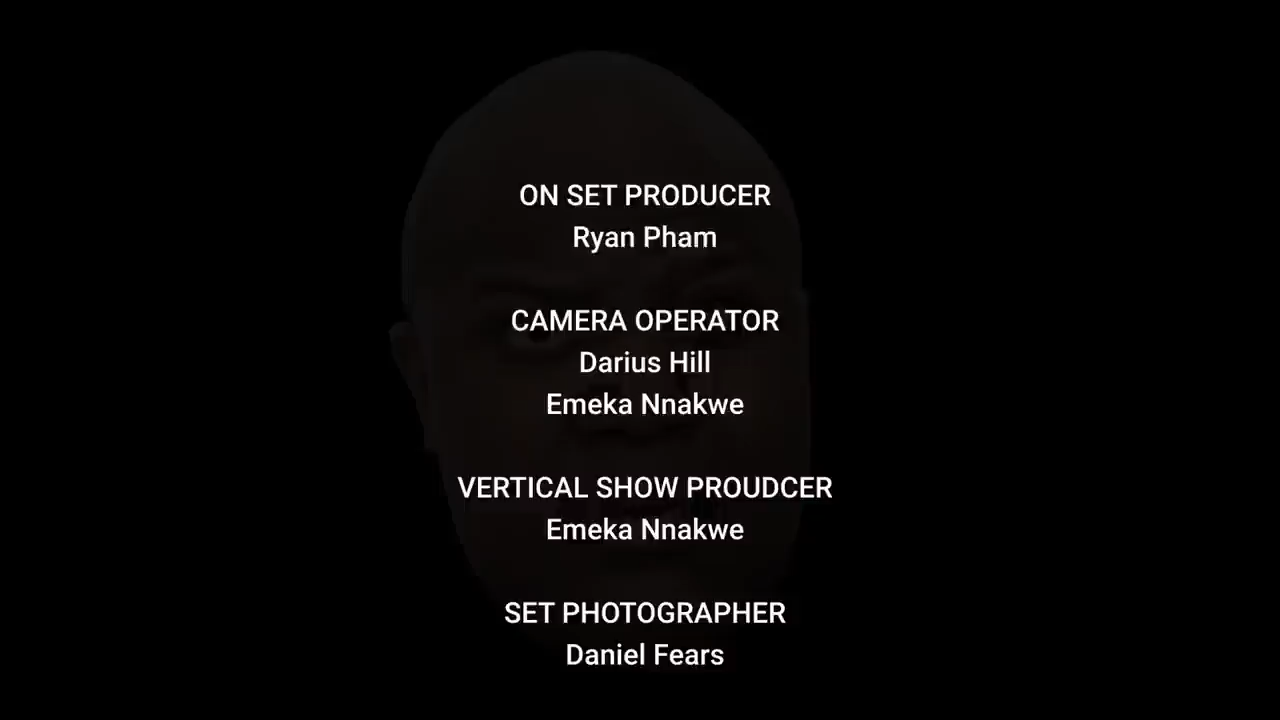 ON SET PRODUCER
Ryan Pham
CAMERA OPERATOR
Darius Hill
Emeka Nnakwe
VERTICAL SHOW PROUDCER
Emeka Nnakwe
SET PHOTOGRAPHER
Daniel Fears